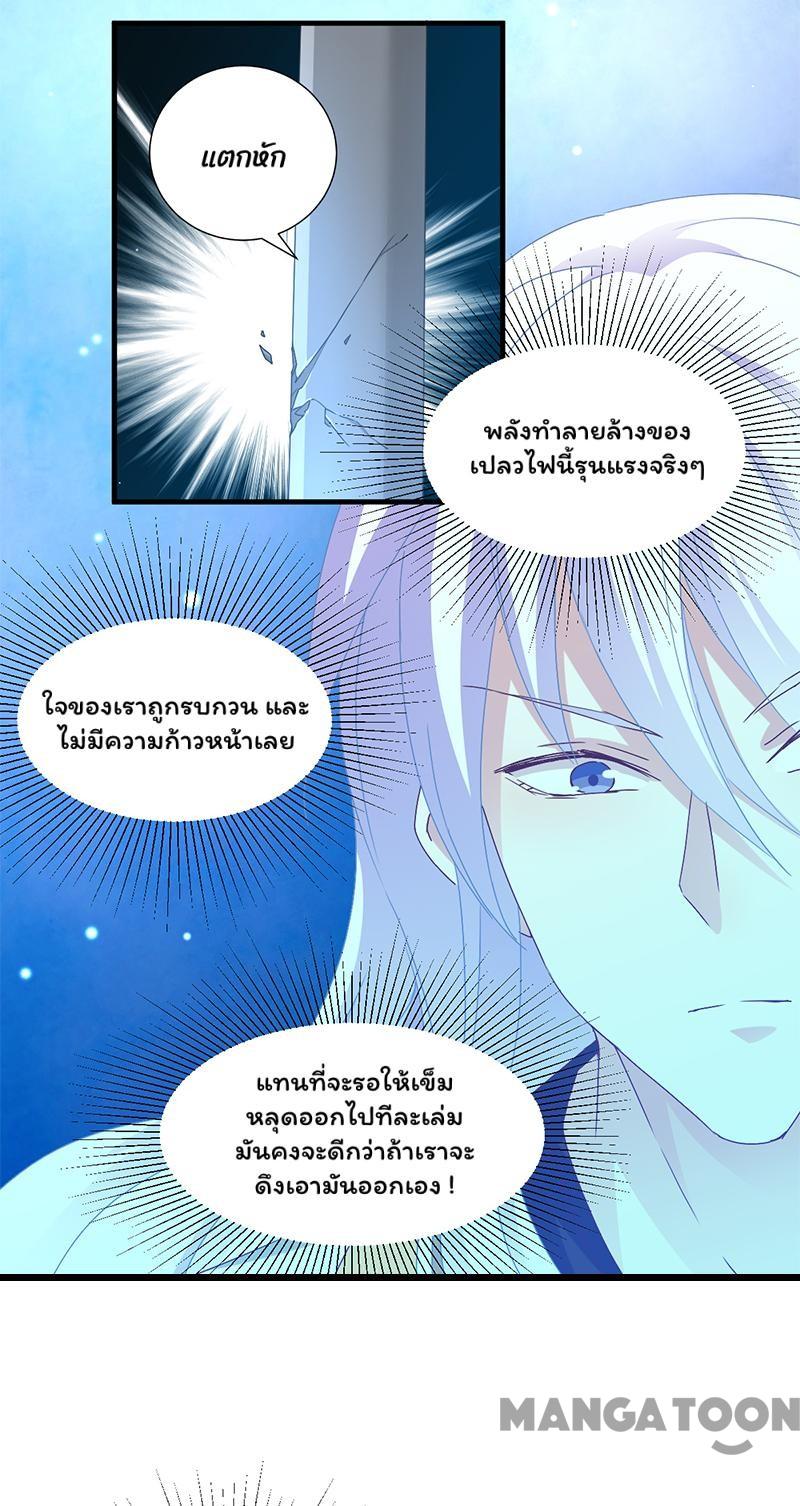 แตกหัก
พลังทำลายล้างของ
เปลวไฟนี้รุนแรงจริงๆ
ใจของเราถูกรบกวน และ
ไม่มีความก้าวหน้าเลย
แทนที่จะรอให้เข็ม
หลุดออกไปทีละเล่ม
มันคงจะดีกว่าถ้าเราจะ
ดึงเอามันออกเอง !
MANGATOON